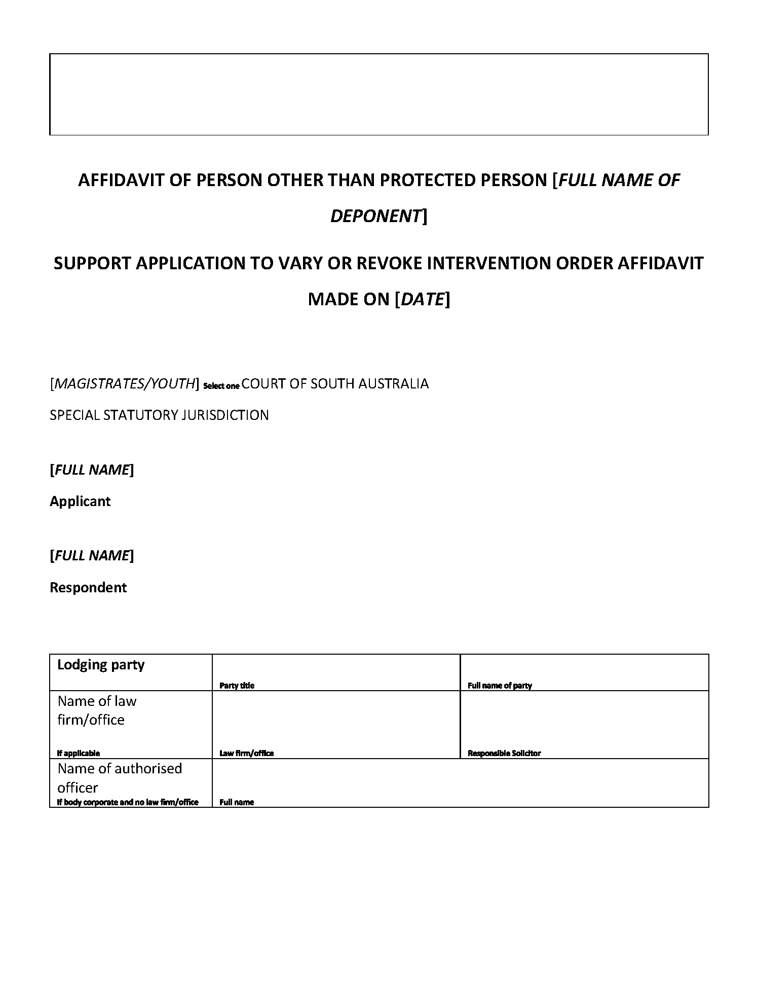 AFFIDAVIT OF PERSON OTHER THAN PROTECTED PERSON [FULL NAME OF
DEPONENT]
SUPPORT APPLICATION TO VARY OR REVOKE INTERVENTION ORDER AFFIDAVIT
MADE ON [DATE]
[MAGISTRATES/YOUTH] Select one COURT OF SOUTH AUSTRALIA
SPECIAL STATUTORY JURISDICTION
[FULL NAME]
Applicant
[FULL NAME]
Respondent
Lodging party
Party title
Full name of party
Name of law
firm/office
If applicable
Law firm/office
Responsible Solicitor
Name of authorised
officer
If body corporate and no law firm/office
Full name